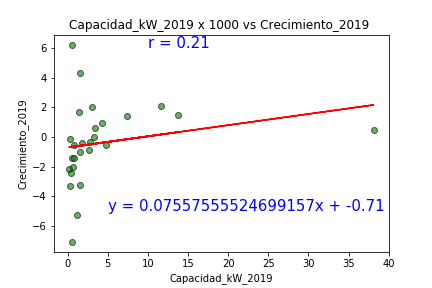 Capacidad_kW_2019 x 1000 vs Crecimiento_2019
r = 0.21
y = 0.07557555524699157x + -0.71
Crecimiento_2019
6
4
2
0
−2
−4
−6
0 5 10 15 20 25 30 35 40
Capacidad_kW_2019